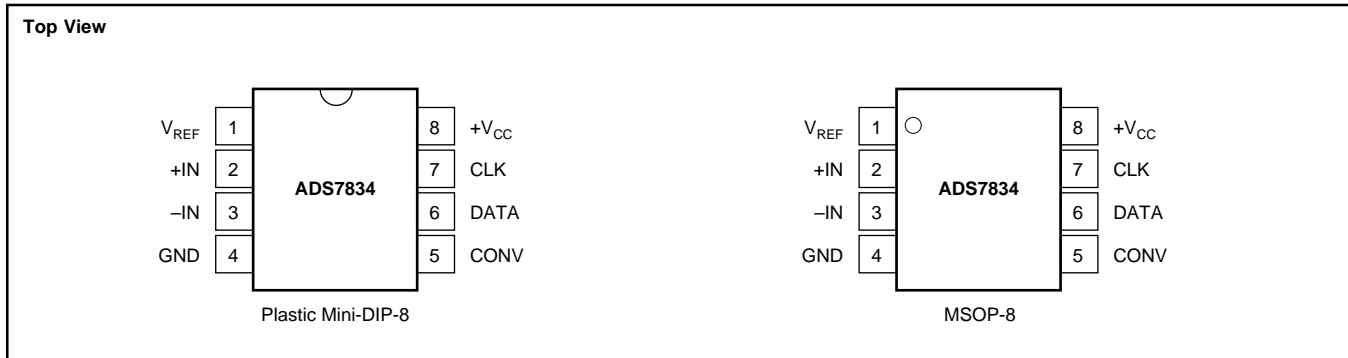 Top View
V_REF 1 8 +V_CC
+IN 2 7 CLK
ADS7834
–IN 3 6 DATA
GND 4 5 CONV
Plastic Mini-DIP-8
V_REF 1 8 +V_CC
+IN 2 7 CLK
ADS7834
–IN 3 6 DATA
GND 4 5 CONV
MSOP-8